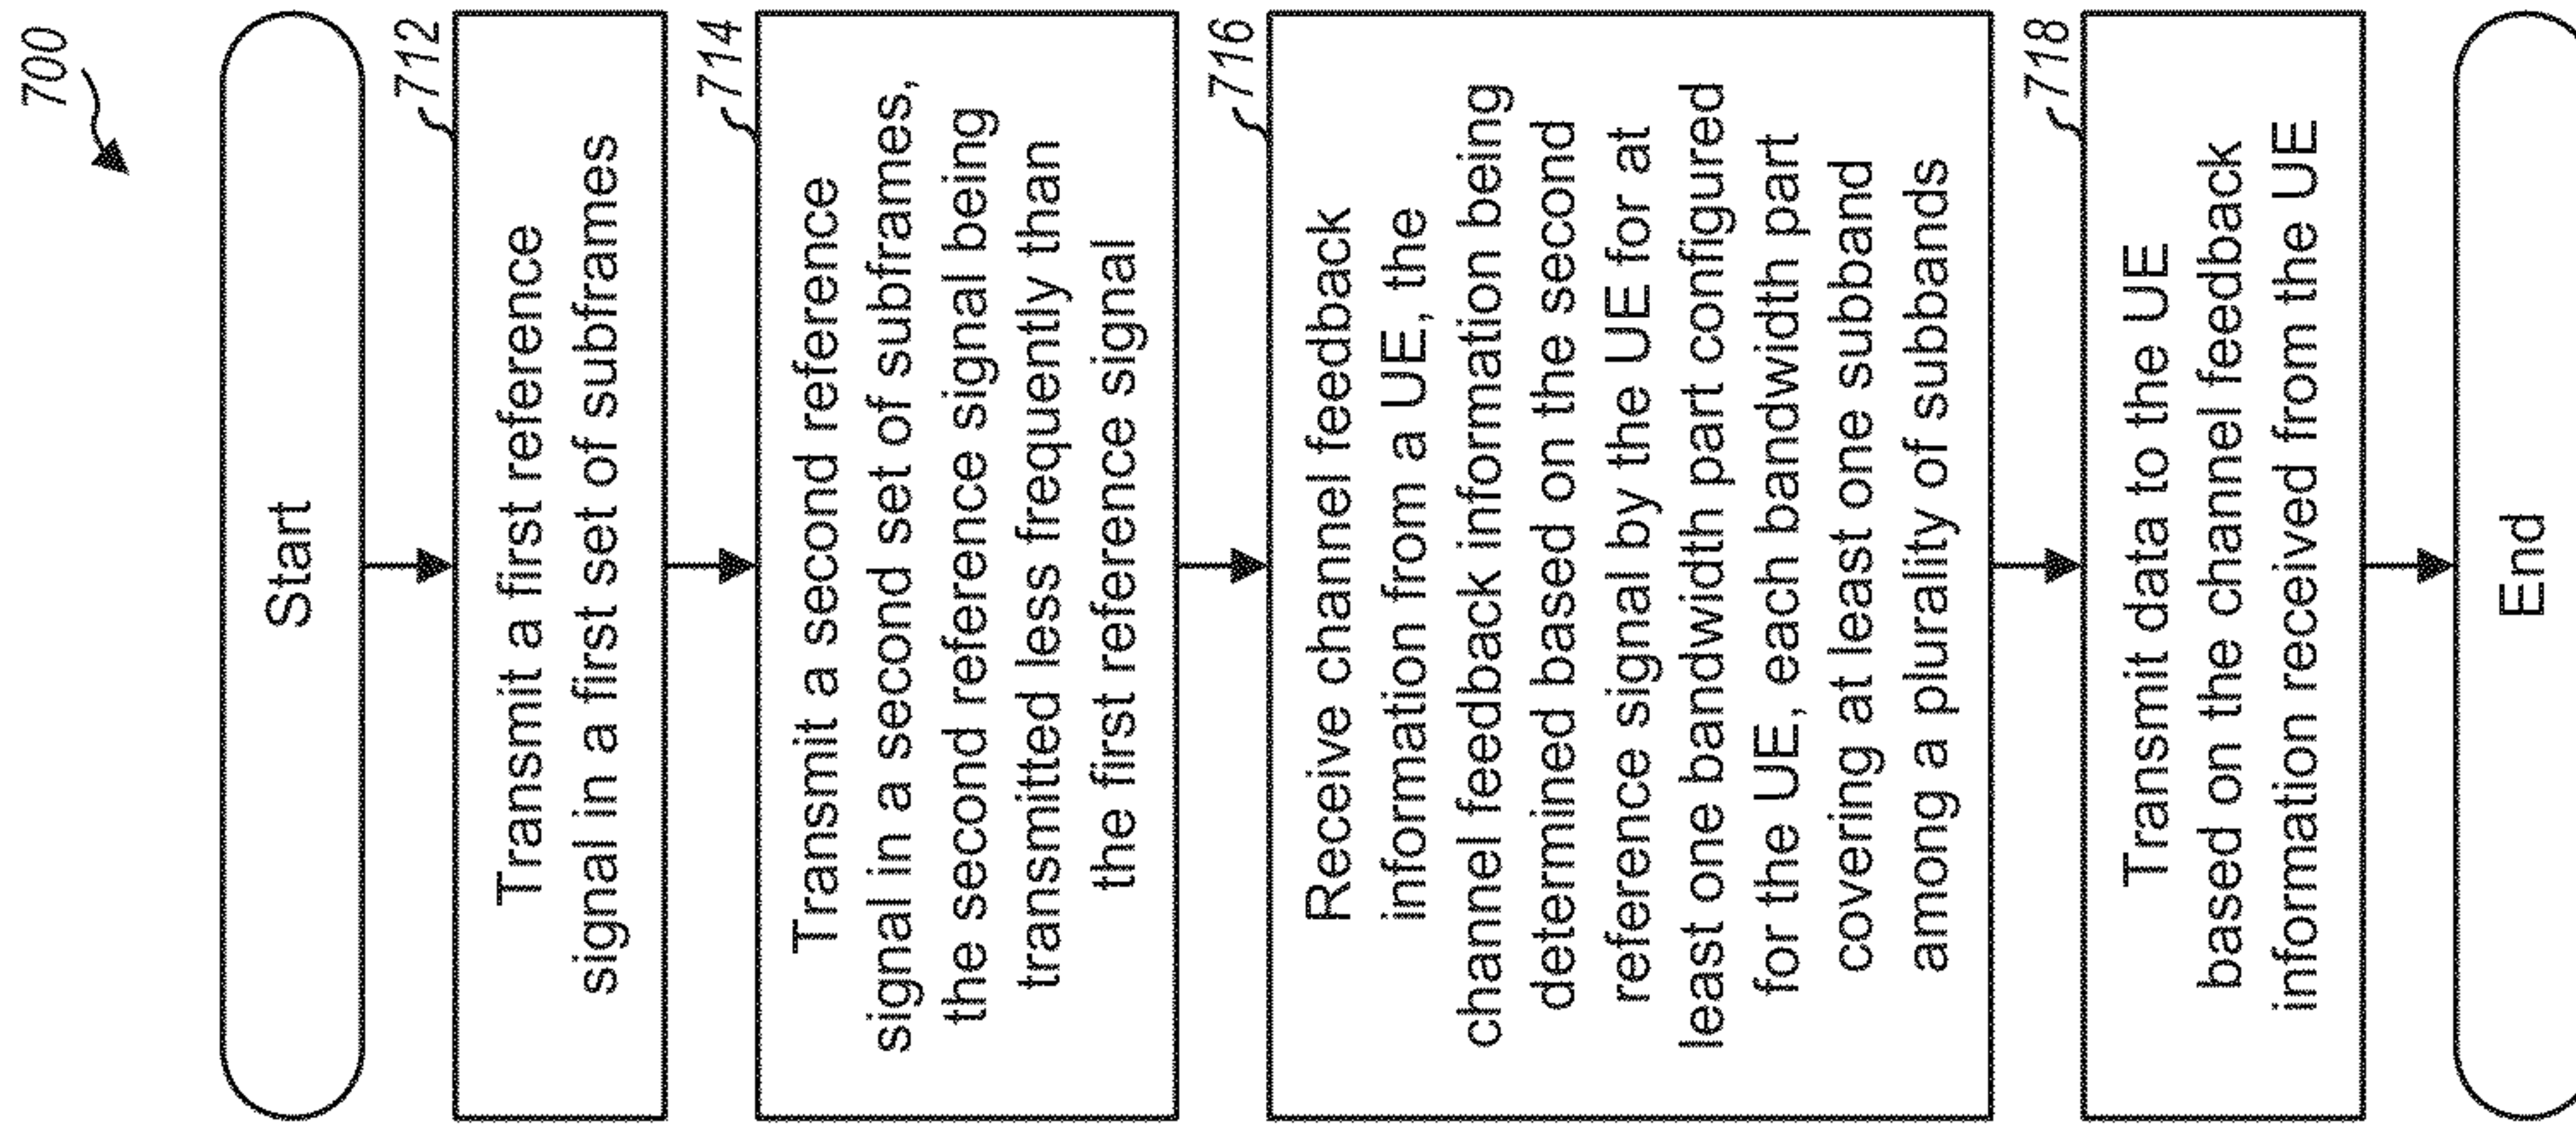 700
Start
712
Transmit a first reference
signal in a first set of subframes
714
Transmit a second reference
signal in a second set of subframes,
the second reference signal being
transmitted less frequently than
the first reference signal
716
Receive channel feedback
information from a UE, the
channel feedback information being
determined based on the second
reference signal by the UE for at
least one bandwidth part configured
for the UE, each bandwidth part
covering at least one subband
among a plurality of subbands
718
Transmit data to the UE
based on the channel feedback
information received from the UE
End